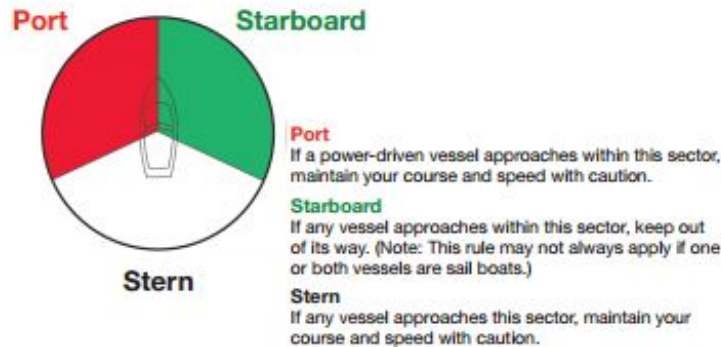 Port
Starboard
Port
If a power-driven vessel approaches within this sector,
maintain your course and speed with caution.
Starboard
If any vessel approaches within this sector, keep out
of its way. (Note: This rule may not always apply if one
or both vessels are sail boats.)
Stern
Stern
If any vessel approaches this sector, maintain your
course and speed with caution.